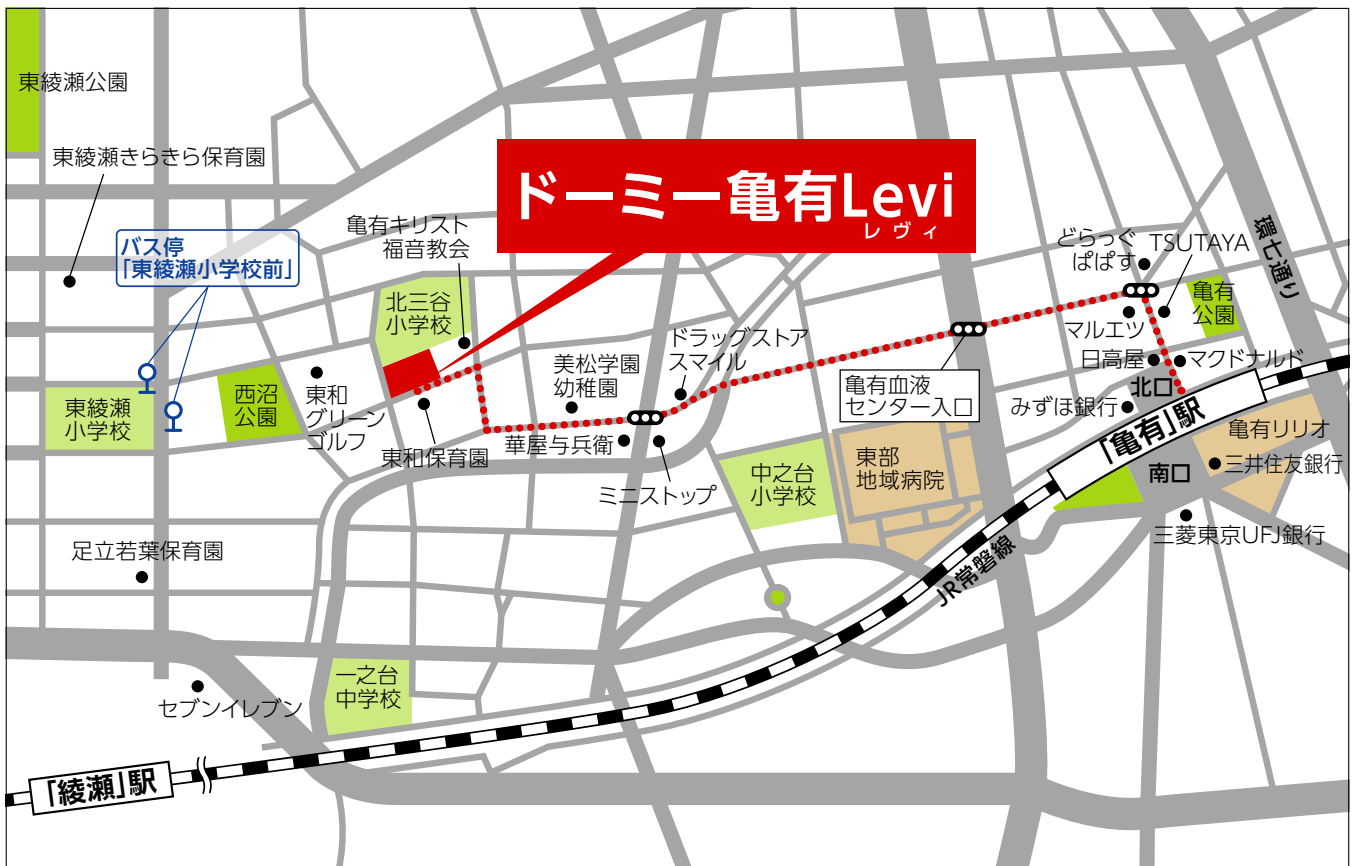 東綾瀬公園
東綾瀬きらきら保育園
バス停
「東綾瀬小学校前」
亀有キリスト
福音教会
ドーミー亀有Levi
レヴィ
どらっぐ
ぱぱす
TSUTAYA
環七通り
北三谷
小学校
亀有
公園
マルエツ
ドラッグストア
スマイル
日高屋
マクドナルド
美松学園
幼稚園
亀有血液
センター入口
北口
みずほ銀行
東綾瀬
小学校
西沼
公園
東和
グリーン
ゴルフ
東和保育園
華屋与兵衛
ミニストップ
中之台
小学校
東部
地域病院
「亀有」駅
亀有リリオ
三井住友銀行
南口
三菱東京UFJ銀行
足立若葉保育園
JR常磐線
一之台
中学校
セブンイレブン
「綾瀬」駅